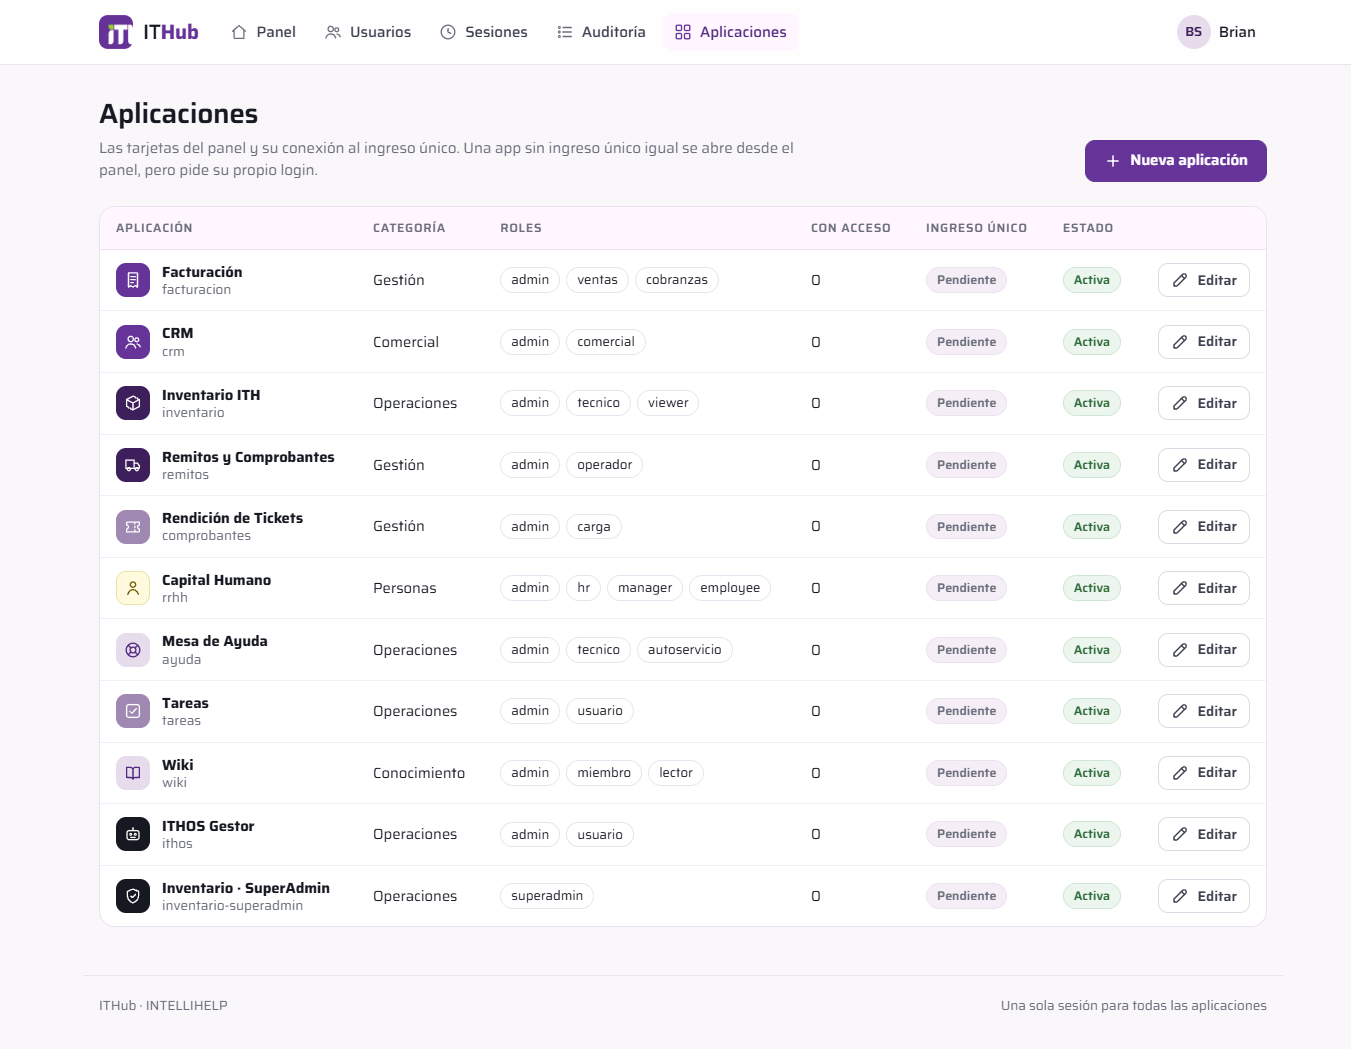 ITHub Panel Usuarios Sesiones Auditoría Aplicaciones BS Brian
Aplicaciones
Las tarjetas del panel y su conexión al ingreso único. Una app sin ingreso único igual se abre desde el
panel, pero pide su propio login.
+ Nueva aplicación
APLICACIÓN CATEGORÍA ROLES CON ACCESO INGRESO ÚNICO ESTADO
Facturación
facturacion
Gestión admin ventas cobranzas 0 Pendiente Activa Editar
CRM
crm
Comercial admin comercial 0 Pendiente Activa Editar
Inventario ITH
inventario
Operaciones admin tecnico viewer 0 Pendiente Activa Editar
Remitos y Comprobantes
remitos
Gestión admin operador 0 Pendiente Activa Editar
Rendición de Tickets
comprobantes
Gestión admin carga 0 Pendiente Activa Editar
Capital Humano
rrhh
Personas admin hr manager employee 0 Pendiente Activa Editar
Mesa de Ayuda
ayuda
Operaciones admin tecnico autoservicio 0 Pendiente Activa Editar
Tareas
tareas
Operaciones admin usuario 0 Pendiente Activa Editar
Wiki
wiki
Conocimiento admin miembro lector 0 Pendiente Activa Editar
ITHOS Gestor
ithos
Operaciones admin usuario 0 Pendiente Activa Editar
Inventario · SuperAdmin
inventario-superadmin
Operaciones superadmin 0 Pendiente Activa Editar
ITHub · INTELLIHELP
Una sola sesión para todas las aplicaciones